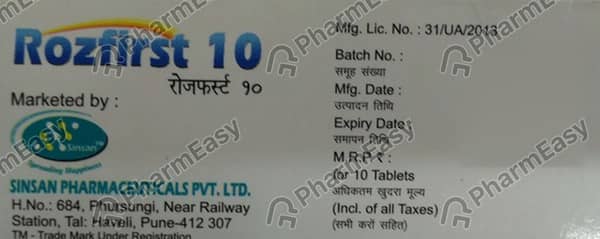 Rozfirst 10
रोजफर्स्ट १०
Marketed by :
Sinsan
Spreading Happiness
SINSAN PHARMACEUTICALS PVT. LTD.
H.No.: 684, Phursungi, Near Railway
Station, Tal: Haveli, Pune-412 307
TM - Trade Mark Under Registration
Mfg. Lic. No. : 31/UA/2013
Batch No. :
समूह संख्या
Mfg. Date :
उत्पादन तिथि
Expiry Date :
समापन तिथि
M.R.P. ₹ :
for 10 Tablets
अधिकतम खुदरा मूल्य
(Incl. of all Taxes)
(सभी करों सहित)
PharmEasy
PharmEasy
PharmEasy
PharmEasy
PharmEasy